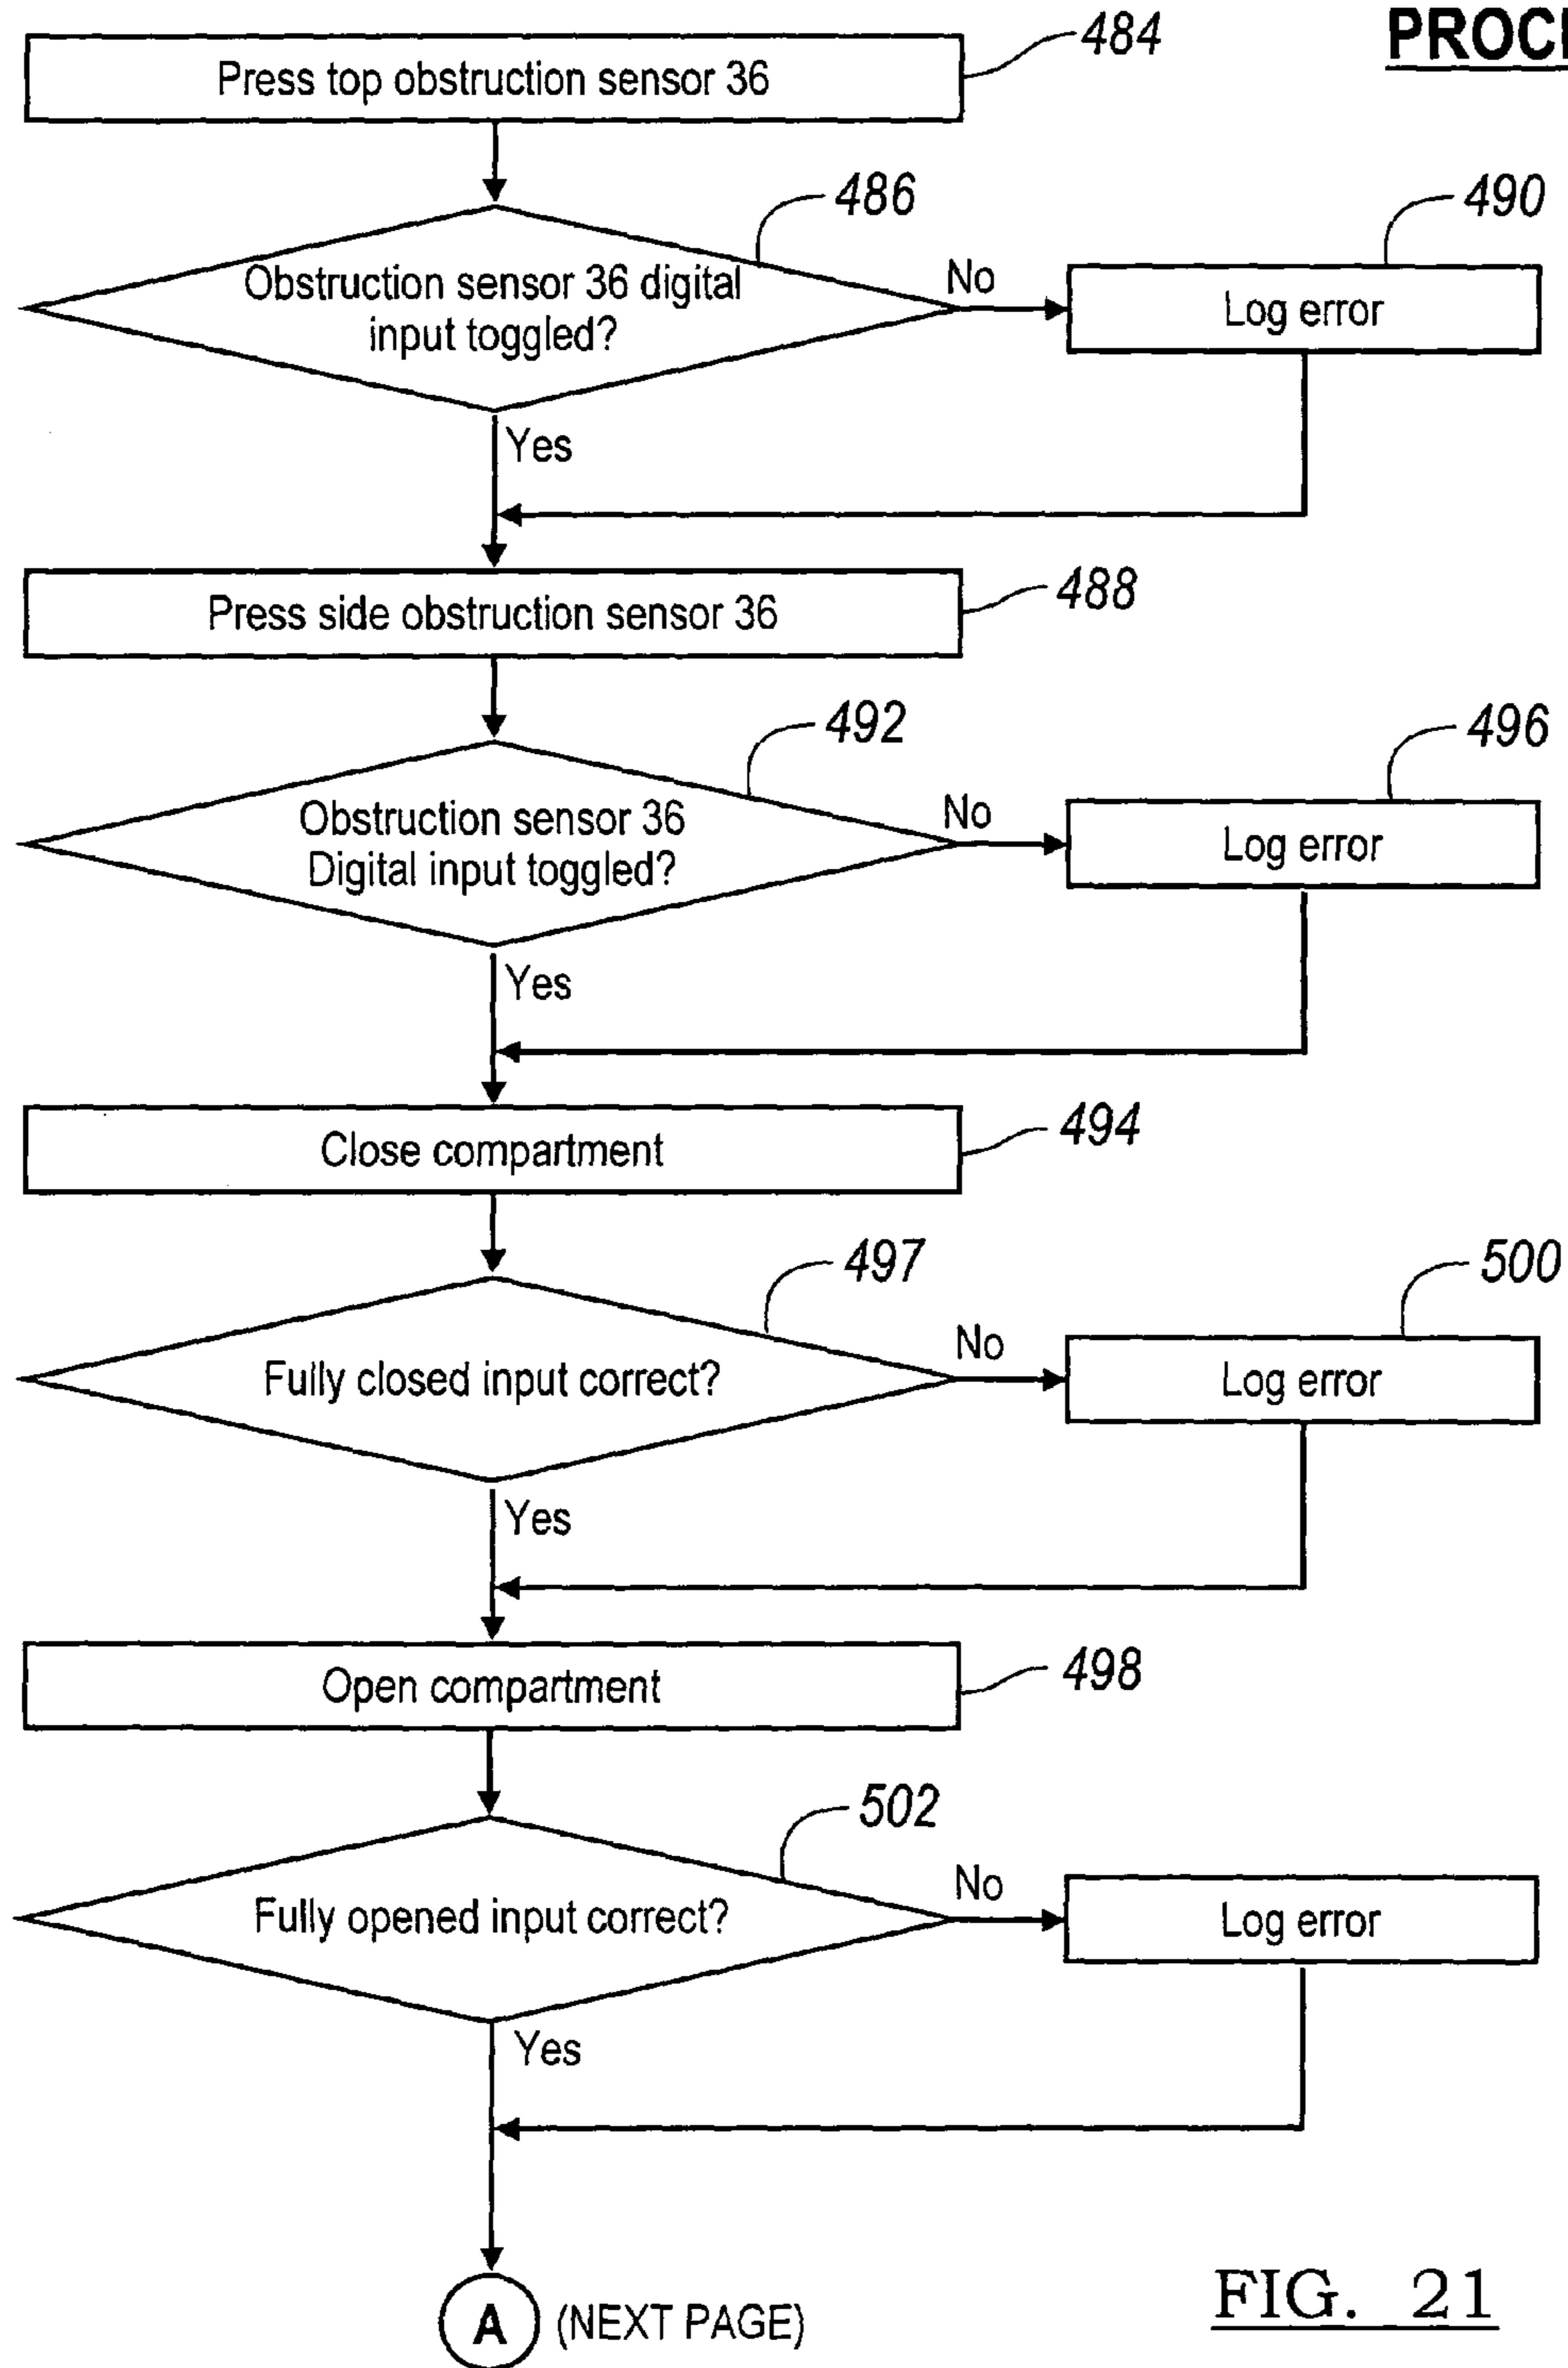 PROC
Press top obstruction sensor 36
484
486
Obstruction sensor 36 digital
input toggled?
No
490
Log error
Yes
Press side obstruction sensor 36
488
492
Obstruction sensor 36
Digital input toggled?
No
496
Log error
Yes
Close compartment
494
497
Fully closed input correct?
No
500
Log error
Yes
Open compartment
498
502
Fully opened input correct?
No
Log error
Yes
A (NEXT PAGE)
FIG. 21